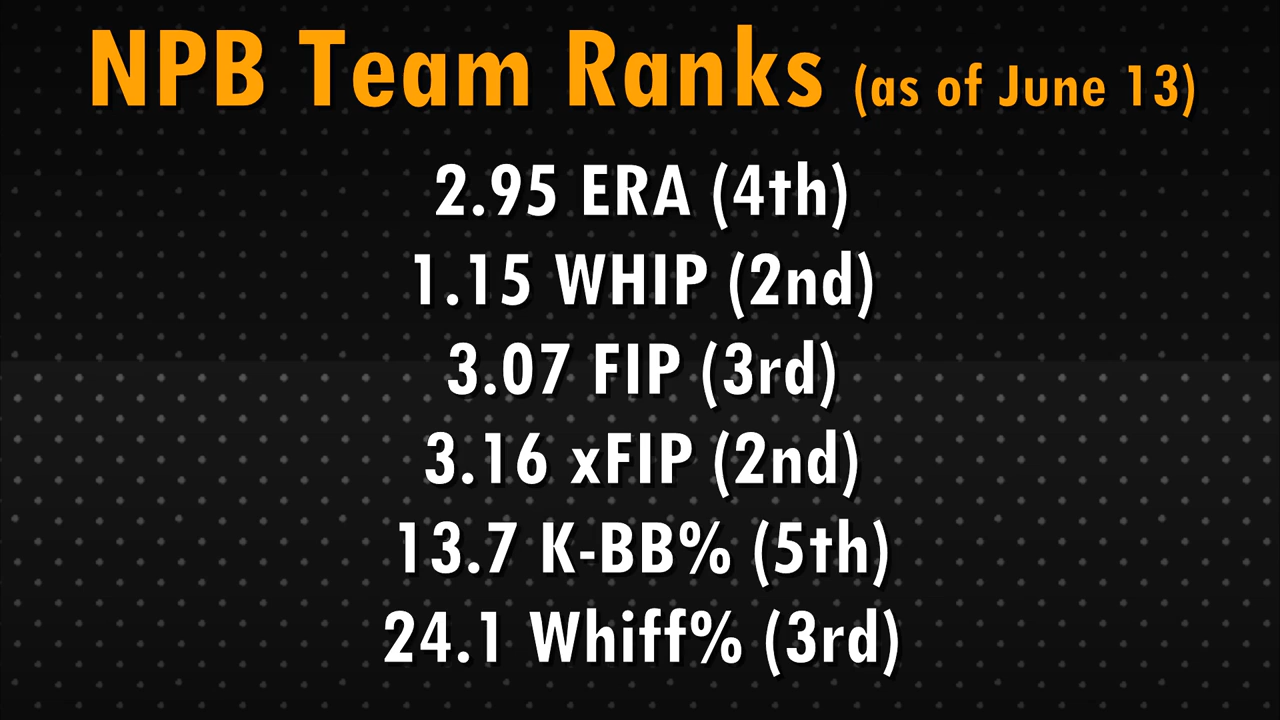 NPB Team Ranks (as of June 13)
2.95 ERA (4th)
1.15 WHIP (2nd)
3.07 FIP (3rd)
3.16 xFIP (2nd)
13.7 K-BB% (5th)
24.1 Whiff% (3rd)